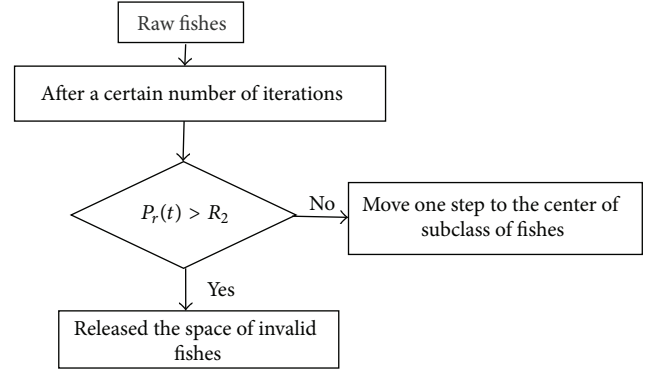 Raw fishes
After a certain number of iterations
P_r(t) > R_2
No
Move one step to the center of
subclass of fishes
Yes
Released the space of invalid
fishes